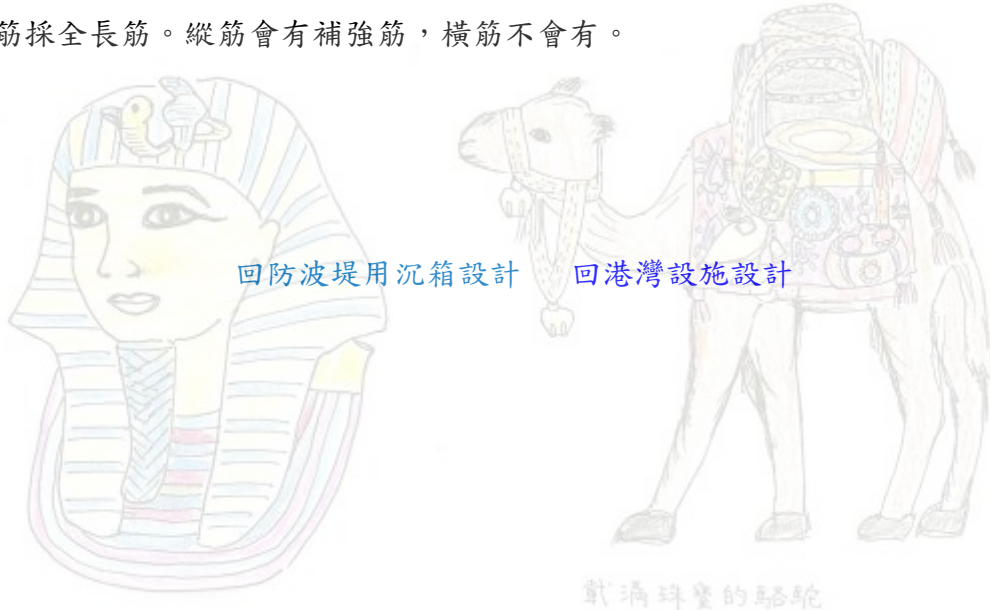 筋採全長筋。縱筋會有補強筋，橫筋不會有。
回防波堤用沉箱設計 回港灣設施設計
戴滿珠寶的駱駝